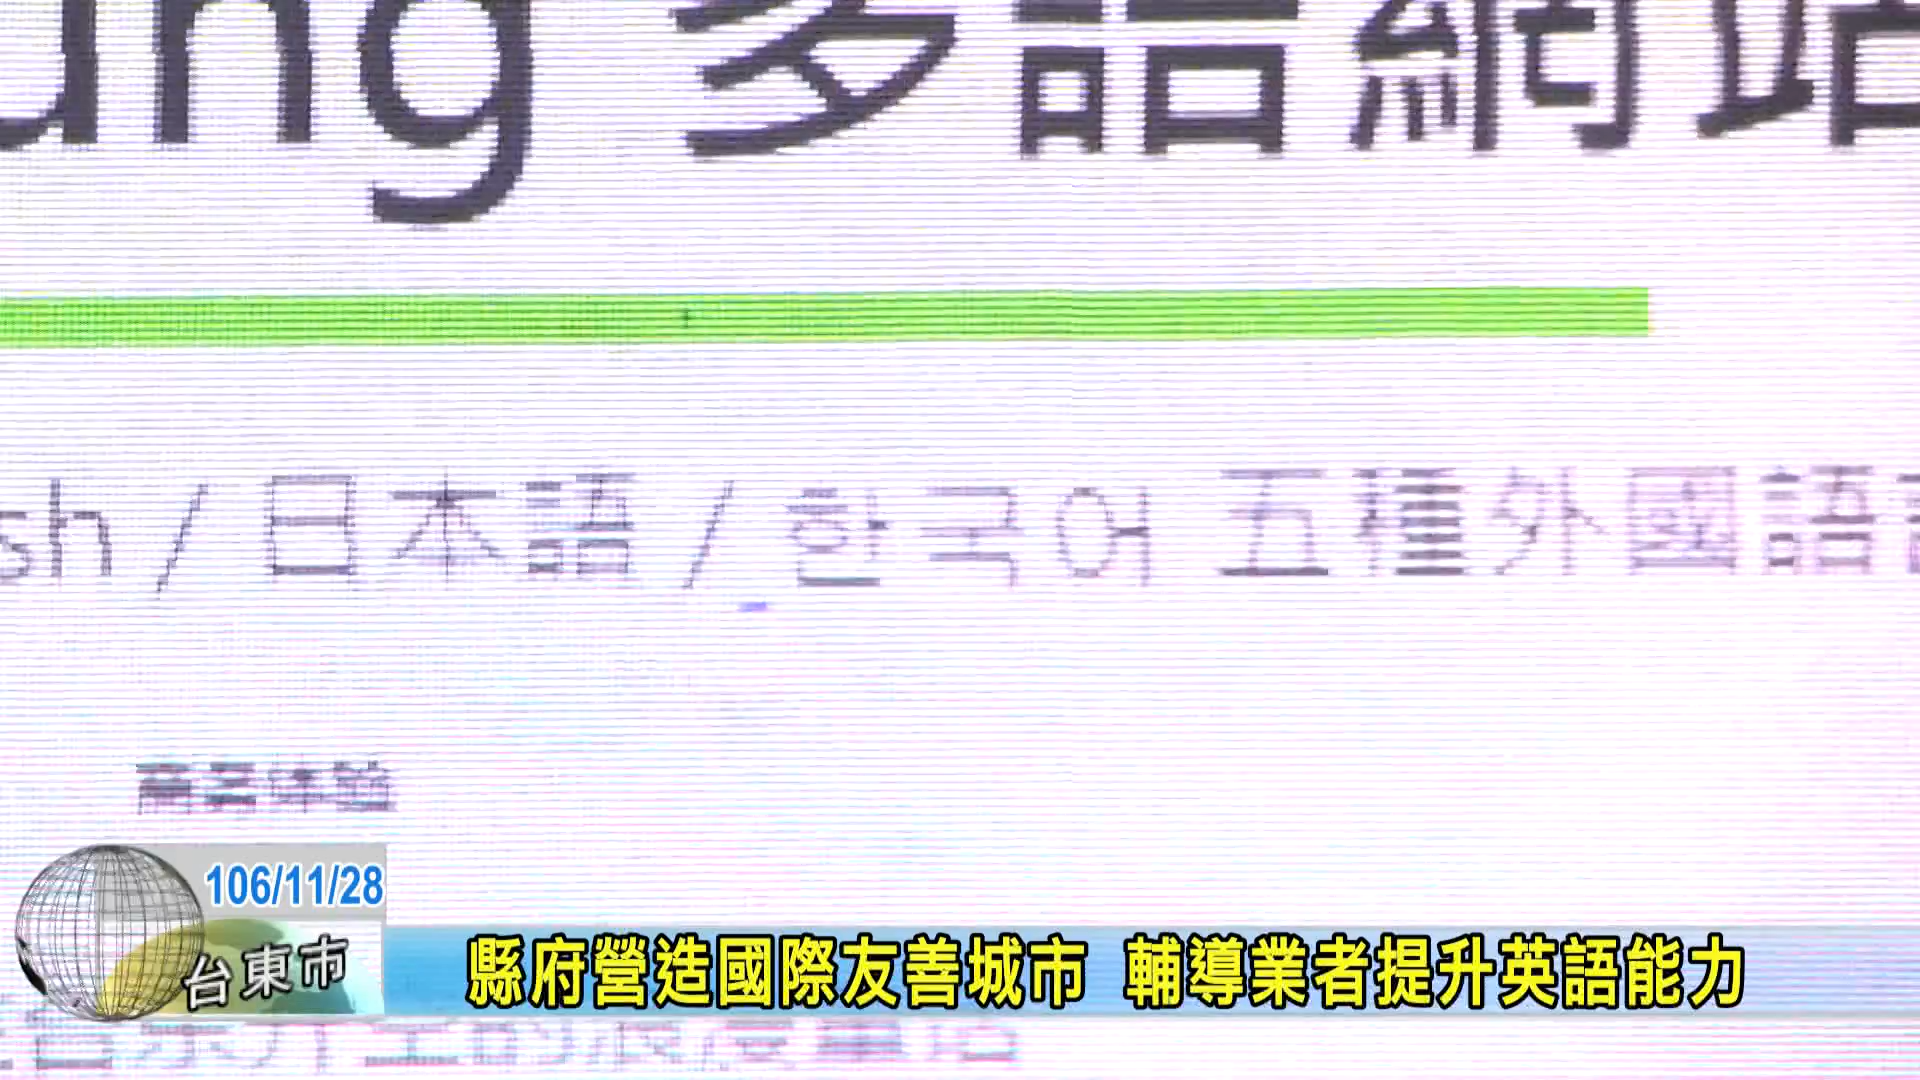 ung 多語網站
sh / 日本語 / 한국어 五種外國語
106/11/28
台東市
縣府營造國際友善城市 輔導業者提升英語能力